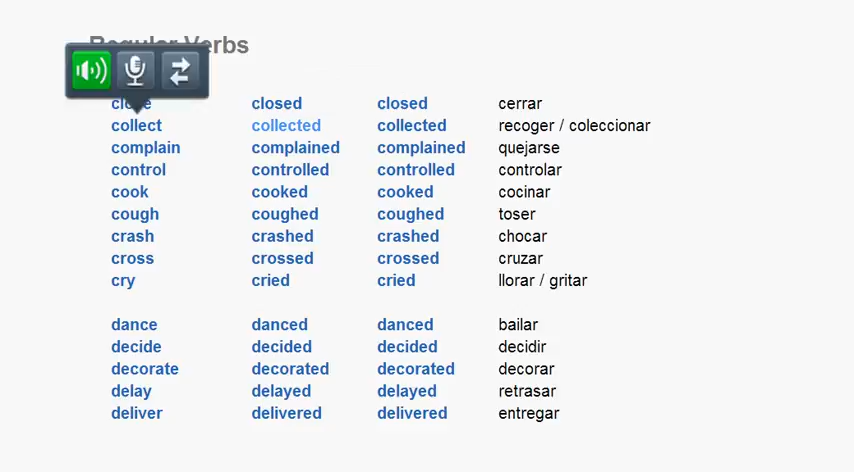 Regular Verbs
close closed closed cerrar
collect collected collected recoger / coleccionar
complain complained complained quejarse
control controlled controlled controlar
cook cooked cooked cocinar
cough coughed coughed toser
crash crashed crashed chocar
cross crossed crossed cruzar
cry cried cried llorar / gritar
dance danced danced bailar
decide decided decided decidir
decorate decorated decorated decorar
delay delayed delayed retrasar
deliver delivered delivered entregar